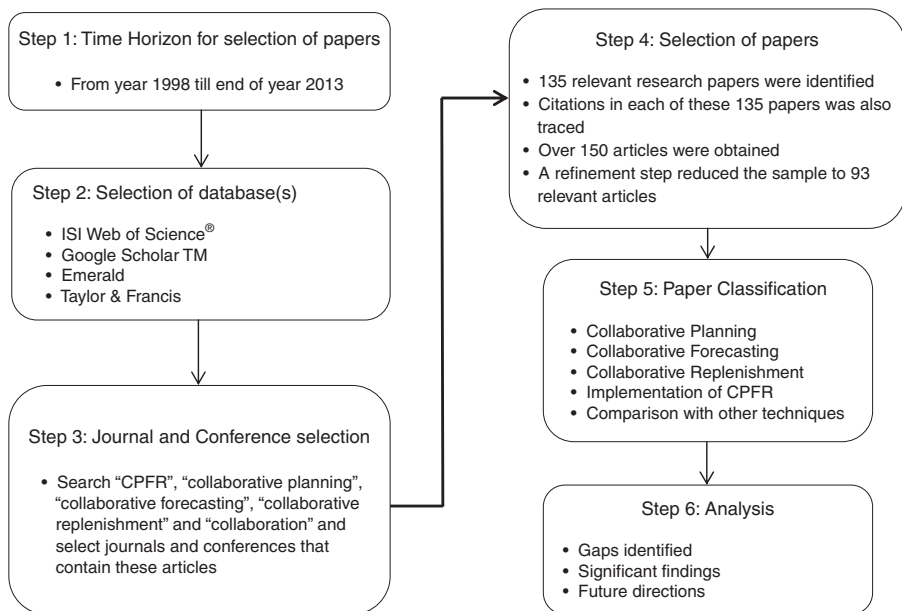 Step 1: Time Horizon for selection of papers
• From year 1998 till end of year 2013
Step 2: Selection of database(s)
• ISI Web of Science®
• Google Scholar TM
• Emerald
• Taylor & Francis
Step 3: Journal and Conference selection
• Search “CPFR”, “collaborative planning”,
“collaborative forecasting”, “collaborative
replenishment” and “collaboration” and
select journals and conferences that
contain these articles
Step 4: Selection of papers
• 135 relevant research papers were identified
• Citations in each of these 135 papers was also
traced
• Over 150 articles were obtained
• A refinement step reduced the sample to 93
relevant articles
Step 5: Paper Classification
• Collaborative Planning
• Collaborative Forecasting
• Collaborative Replenishment
• Implementation of CPFR
• Comparison with other techniques
Step 6: Analysis
• Gaps identified
• Significant findings
• Future directions